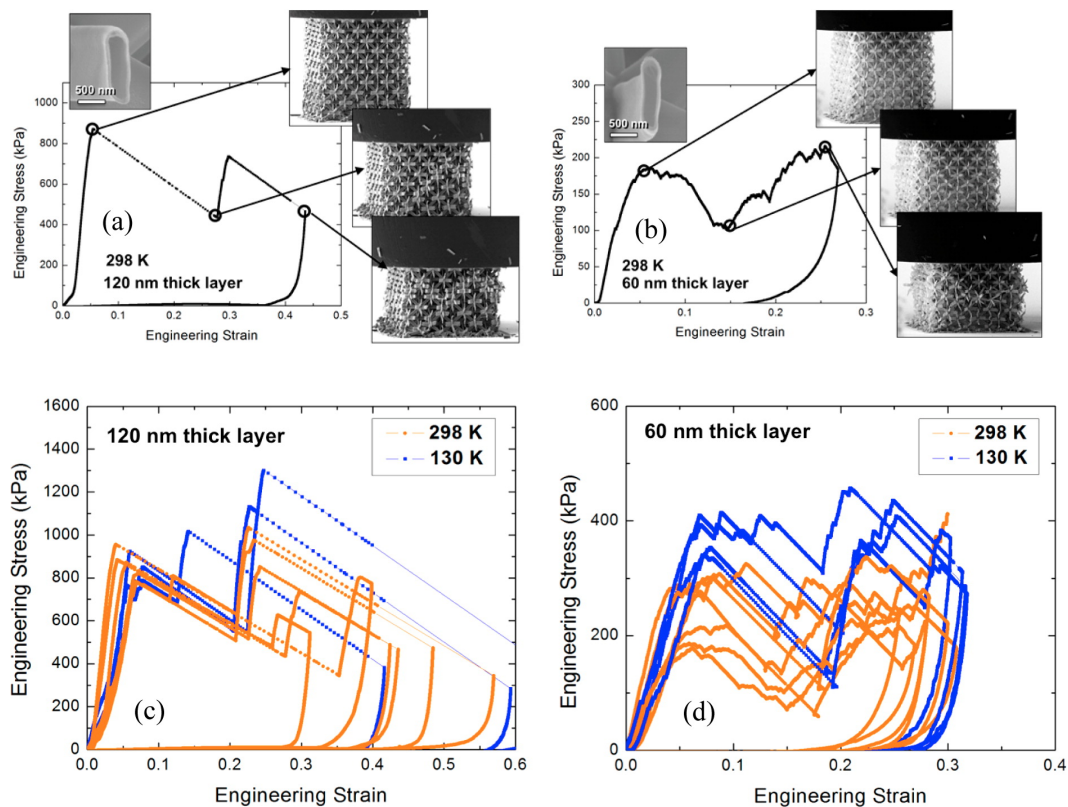 500 nm
1100
1000
800
600
400
200
0
Engineering Stress (kPa)
(a)
298 K
120 nm thick layer
0.0 0.1 0.2 0.3 0.4 0.5
Engineering Strain
500 nm
300
250
200
150
100
50
0
Engineering Stress (kPa)
(b)
298 K
60 nm thick layer
0.0 0.1 0.2 0.3
Engineering Strain
1600
1400
1200
1000
800
600
400
200
0
Engineering Stress (kPa)
120 nm thick layer
298 K
130 K
(c)
0.0 0.1 0.2 0.3 0.4 0.5 0.6
Engineering Strain
600
400
200
0
Engineering Stress (kPa)
60 nm thick layer
298 K
130 K
(d)
0.0 0.1 0.2 0.3 0.4
Engineering Strain